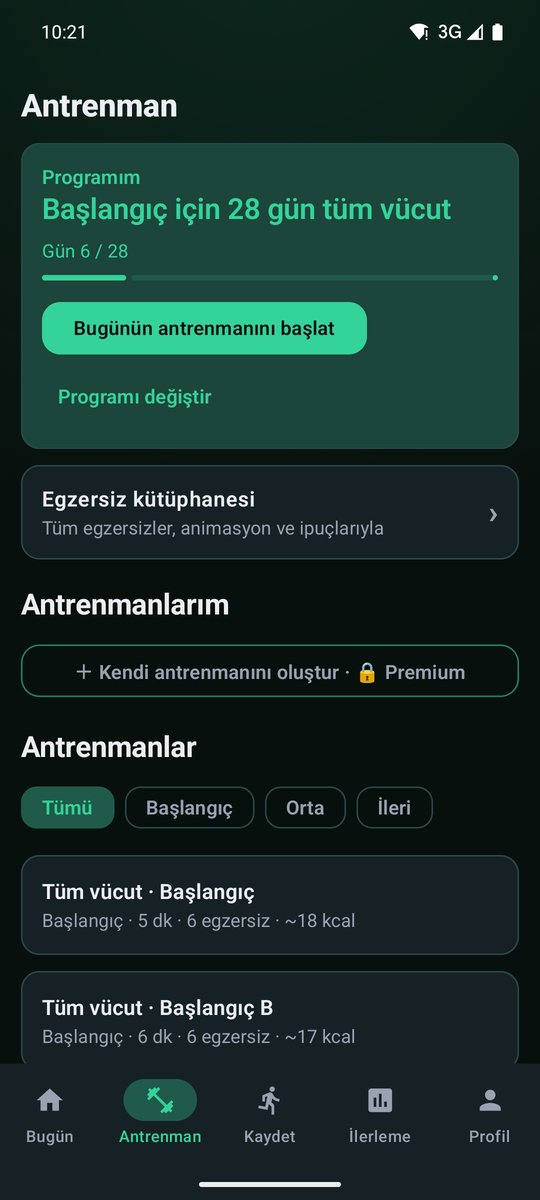 10:21
3G
Antrenman
Programım
Başlangıç için 28 gün tüm vücut
Gün 6 / 28
Bugünün antrenmanını başlat
Programı değiştir
Egzersiz kütüphanesi
Tüm egzersizler, animasyon ve ipuçlarıyla
Antrenmanlarım
+ Kendi antrenmanını oluştur · 🔒 Premium
Antrenmanlar
Tümü Başlangıç Orta İleri
Tüm vücut · Başlangıç
Başlangıç · 5 dk · 6 egzersiz · ~18 kcal
Tüm vücut · Başlangıç B
Başlangıç · 6 dk · 6 egzersiz · ~17 kcal
Bugün Antrenman Kaydet İlerleme Profil